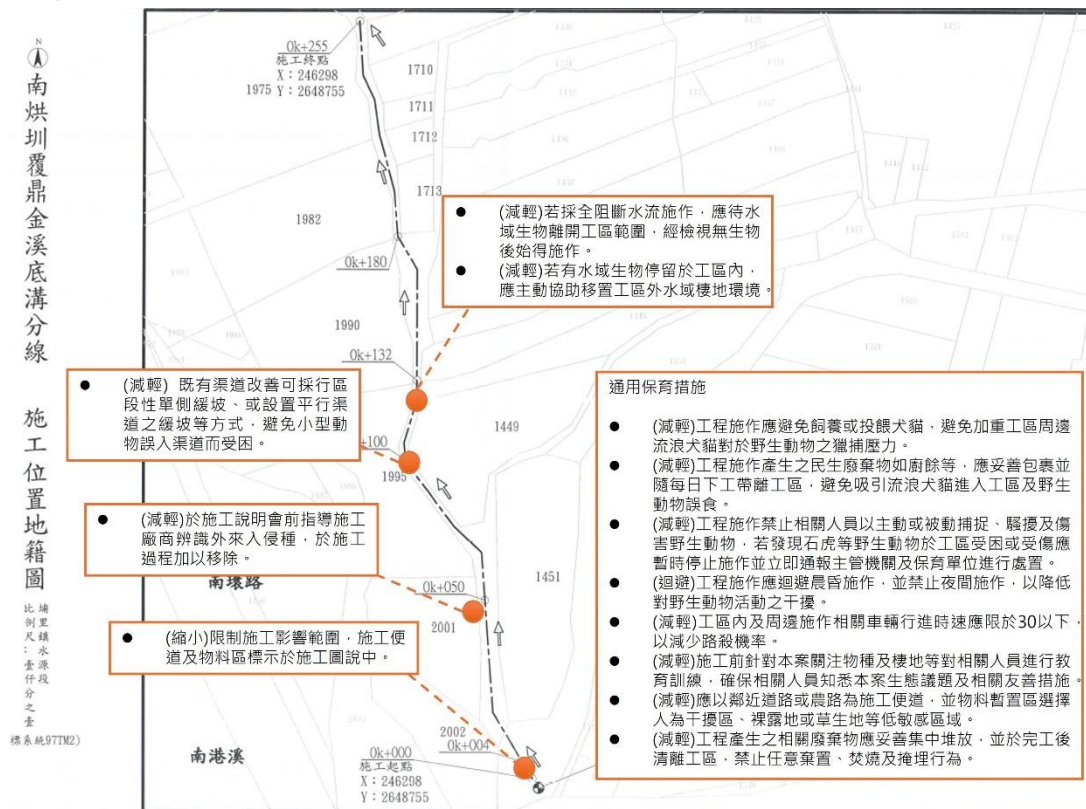 N
南烘圳覆鼎金溪底溝分線 施工位置地籍圖
埔里鎮水源段
比例尺：壹仟分之壹
標系統97TM2)
0k+255
施工終點
X：246298
1975 Y：2648755
1710
1711
1712
1713
1982
0k+180
1990
0k+132
● (減輕)若採全阻斷水流施作，應待水
域生物離開工區範圍，經檢視無生物
後始得施作。
● (減輕)若有水域生物停留於工區內，
應主動協助移置工區外水域棲地環境。
● (減輕) 既有渠道改善可採行區
段性單側緩坡、或設置平行渠
道之緩坡等方式，避免小型動
物誤入渠道而受困。
+100
1995
1449
● (減輕)於施工說明會前指導施工
廠商辨識外來入侵種，於施工
過程加以移除。
南環路
0k+050
1451
2001
● (縮小)限制施工影響範圍，施工便
道及物料區標示於施工圖說中。
2002
0k+004
南港溪
0k+000
施工起點
X：246298
Y：2648755
通用保育措施
● (減輕)工程施作應避免飼養或投餵犬貓，避免加重工區周邊
流浪犬貓對於野生動物之獵捕壓力。
● (減輕)工程施作產生之民生廢棄物如廚餘等，應妥善包裹並
隨每日下工帶離工區，避免吸引流浪犬貓進入工區及野生
動物誤食。
● (減輕)工程施作禁止相關人員以主動或被動捕捉、騷擾及傷
害野生動物，若發現石虎等野生動物於工區受困或受傷應
暫時停止施作並立即通報主管機關及保育單位進行處置。
● (迴避)工程施作應迴避晨昏施作，並禁止夜間施作，以降低
對野生動物活動之干擾。
● (減輕)工區內及周邊施作相關車輛行進時速應限於30以下，
以減少路殺機率。
● (減輕)施工前針對本案關注物種及棲地等對相關人員進行教
育訓練，確保相關人員知悉本案生態議題及相關友善措施。
● (減輕)應以鄰近道路或農路為施工便道，並物料暫置區選擇
人為干擾區、裸露地或草生地等低敏感區域。
● (減輕)工程產生之相關廢棄物應妥善集中堆放，並於完工後
清離工區，禁止任意棄置、焚燒及掩埋行為。